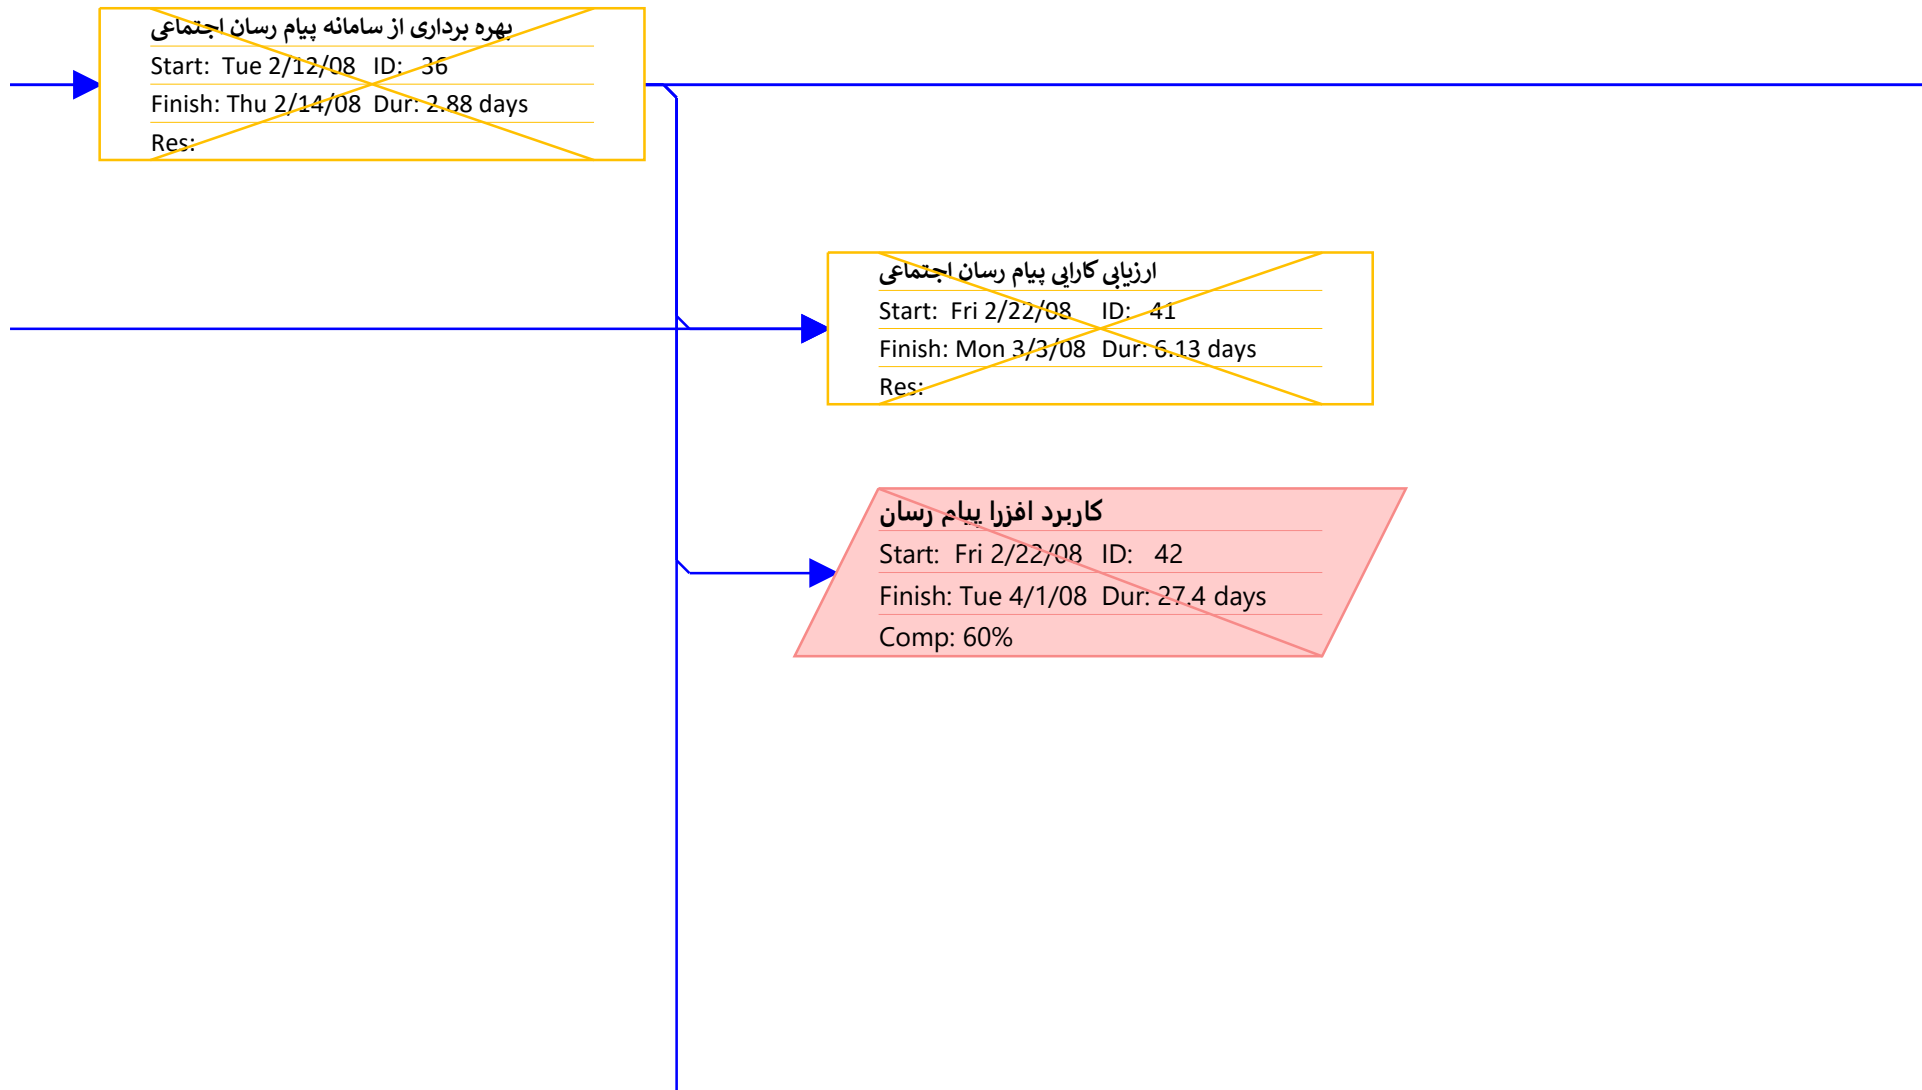 بهره برداری از سامانه پیام رسان اجتماعی
Start: Tue 2/12/08 ID: 36
Finish: Thu 2/14/08 Dur: 2.88 days
Res:
ارزیابی کارایی پیام رسان اجتماعی
Start: Fri 2/22/08 ID: 41
Finish: Mon 3/3/08 Dur: 6.13 days
Res:
کاربرد افزرا پیام رسان
Start: Fri 2/22/08 ID: 42
Finish: Tue 4/1/08 Dur: 27.4 days
Comp: 60%